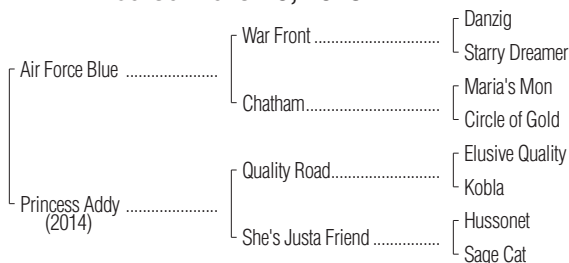 War Front ................................. Danzig
Starry Dreamer
Air Force Blue ......................
Chatham................................... Maria's Mon
Circle of Gold
Quality Road............................ Elusive Quality
Kobla
Princess Addy ......................
(2014)
She's Justa Friend ................. Hussonet
Sage Cat